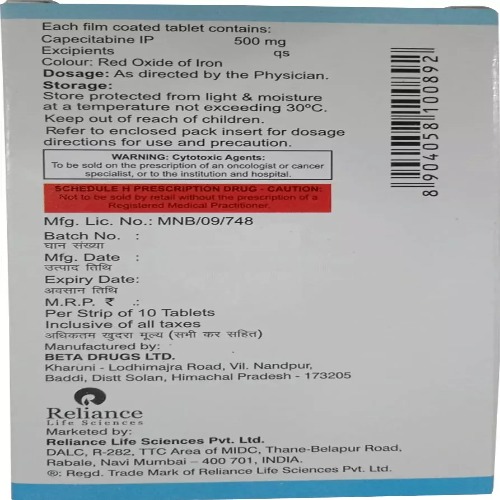 Each film coated tablet contains:
Capecitabine IP 500 mg
Excipients qs
Colour: Red Oxide of Iron
Dosage: As directed by the Physician.
Storage:
Store protected from light & moisture
at a temperature not exceeding 30°C.
Keep out of reach of children.
Refer to enclosed pack insert for dosage
directions for use and precaution.
WARNING: Cytotoxic Agents:
To be sold on the prescription of an oncologist or cancer
specialist, or to the institution and hospital.
SCHEDULE H PRESCRIPTION DRUG - CAUTION:
Not to be sold by retail without the prescription of a
Registered Medical Practitioner.
Mfg. Lic. No.: MNB/09/748
Batch No. :
घान संख्या
Mfg. Date :
उत्पाद तिथि
Expiry Date:
अवसान तिथि
M.R.P. ₹ .:
Per Strip of 10 Tablets
Inclusive of all taxes
अधिकतम खुदरा मूल्य (सभी कर सहित)
Manufactured by:
BETA DRUGS LTD.
Kharuni - Lodhimajra Road, Vil. Nandpur,
Baddi, Distt Solan, Himachal Pradesh - 173205
Reliance
Life Sciences
Marketed by:
Reliance Life Sciences Pvt. Ltd.
DALC, R-282, TTC Area of MIDC, Thane-Belapur Road,
Rabale, Navi Mumbai – 400 701, INDIA.
®: Regd. Trade Mark of Reliance Life Sciences Pvt. Ltd.
8 904058 100892